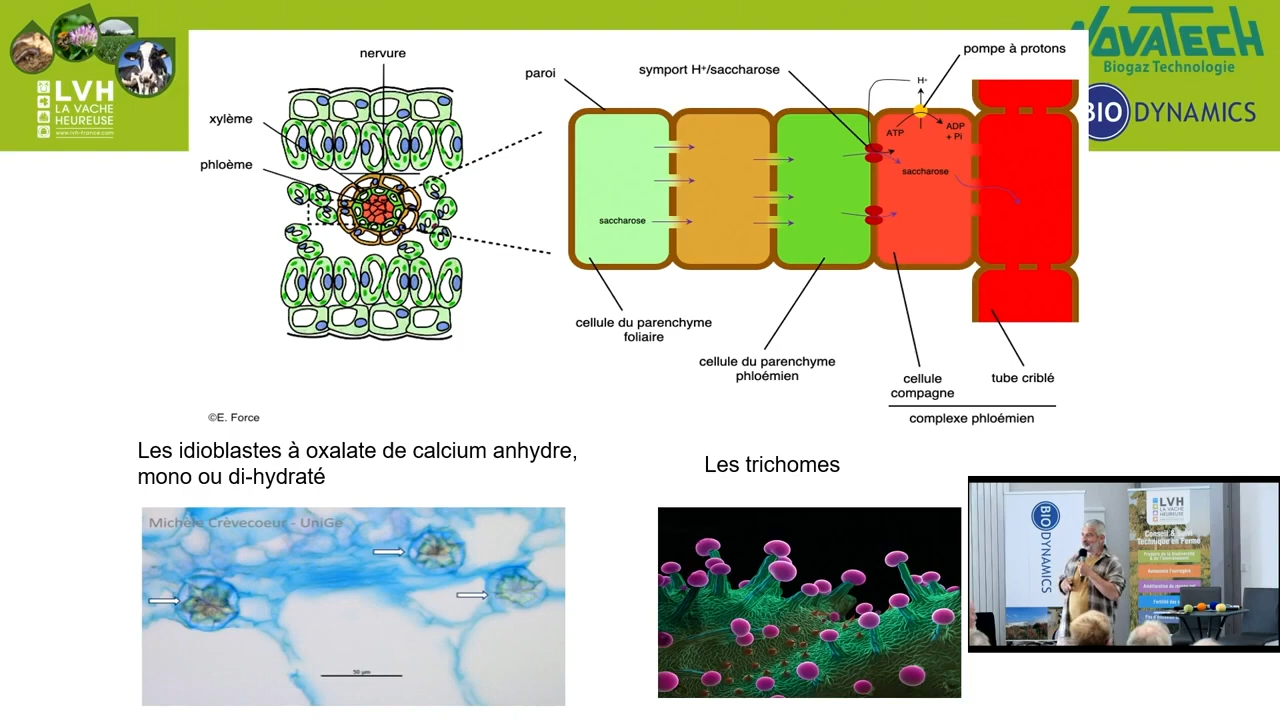 LVH
LA VACHE
HEUREUSE
www.lvh-france.com
NOVATECH
Biogaz Technologie
BIO DYNAMICS
nervure
xylème
phloème
paroi
symport H+/saccharose
pompe à protons
H+
ATP
ADP
+ Pi
saccharose
saccharose
cellule du parenchyme
foliaire
cellule du parenchyme
phloémien
cellule
compagne
tube criblé
complexe phloémien
©E. Force
Les idioblastes à oxalate de calcium anhydre,
mono ou di-hydraté
Les trichomes
Michèle Crèvecoeur - UniGe
50 µm
BIO DYNAMICS
LVH
LA VACHE
HEUREUSE
Technique en Ferme